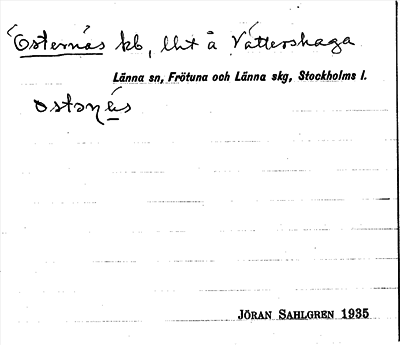 Östernäs kb, lht å Vättershaga
Länna sn, Frötuna och Länna skg, Stockholms l.
JÖRAN SAHLGREN 1935